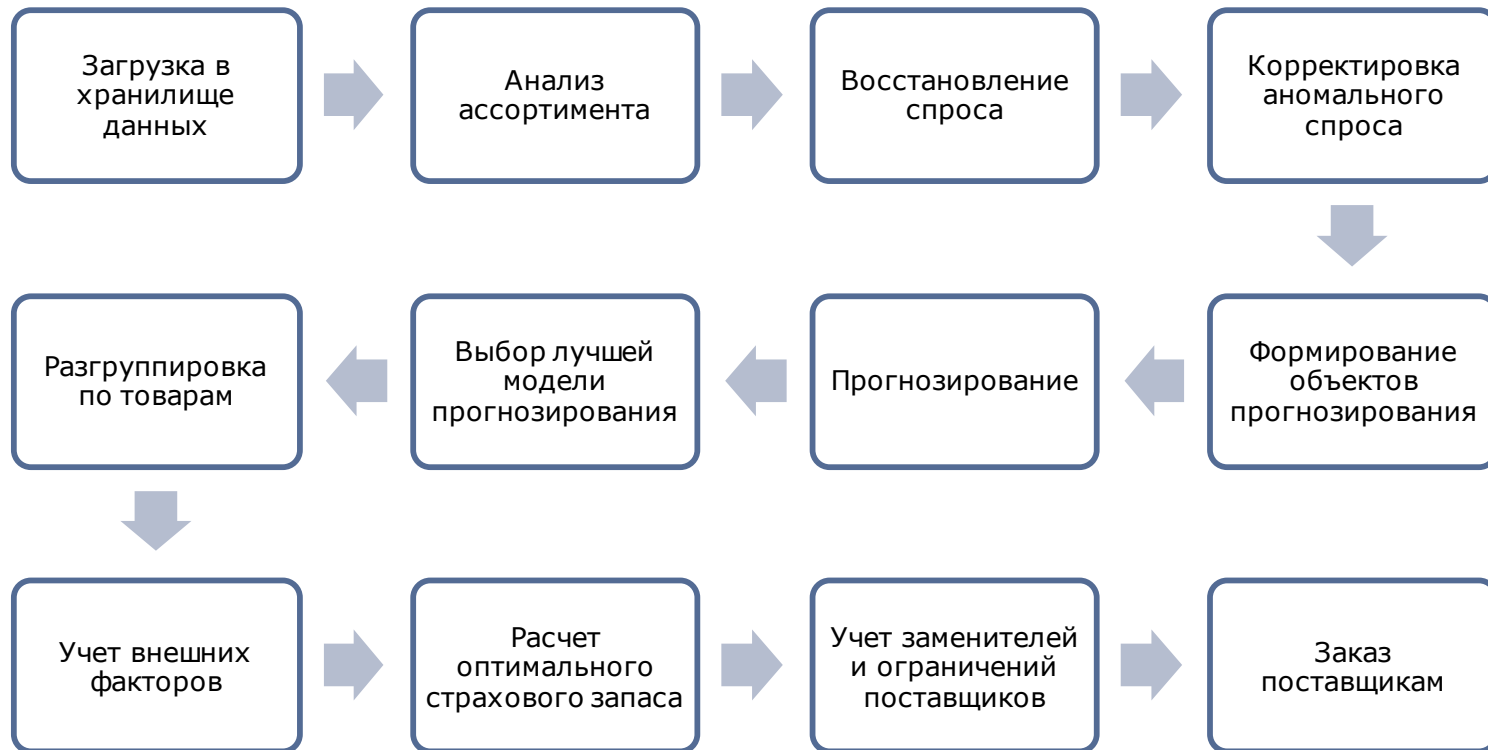 Загрузка в
хранилище
данных
Анализ
ассортимента
Восстановление
спроса
Корректировка
аномального
спроса
Формирование
объектов
прогнозирования
Прогнозирование
Выбор лучшей
модели
прогнозирования
Разгруппировка
по товарам
Учет внешних
факторов
Расчет
оптимального
страхового запаса
Учет заменителей
и ограничений
поставщиков
Заказ
поставщикам